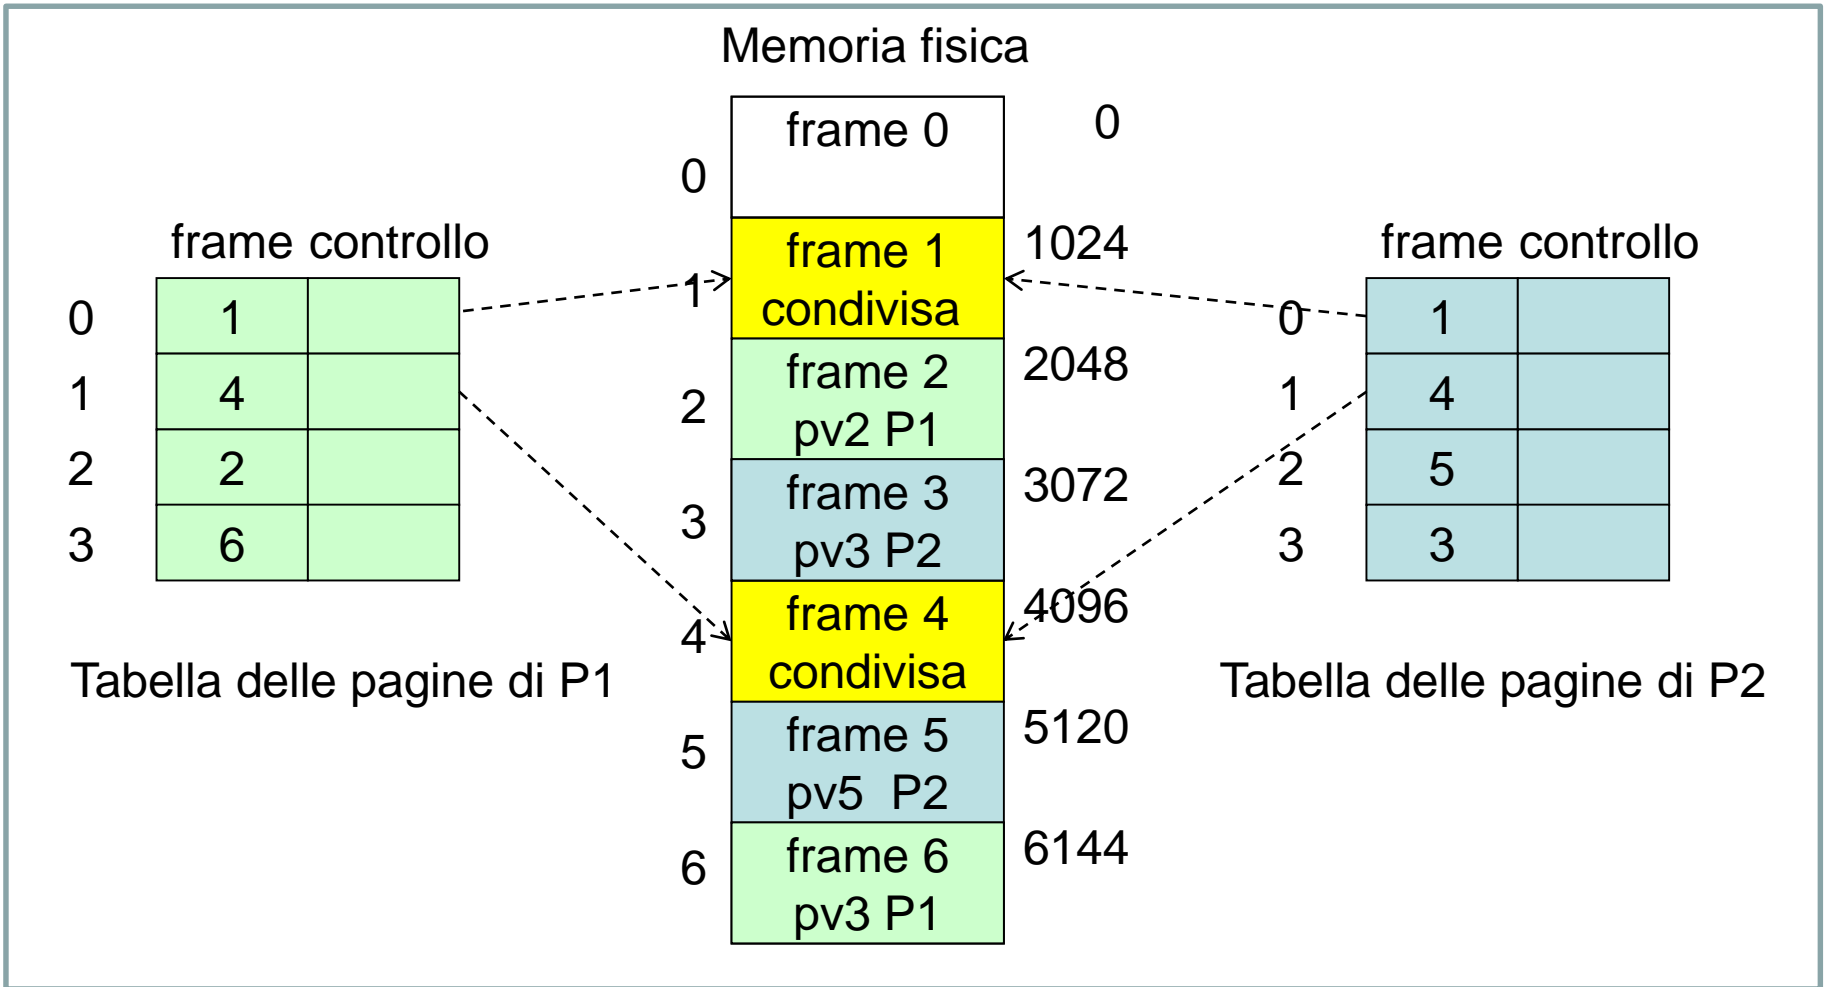 Memoria fisica
frame 0
0
0
frame 1
condivisa
1
1024
frame 2
pv2 P1
2
2048
frame 3
pv3 P2
3
3072
frame 4
condivisa
4
4096
frame 5
pv5 P2
5
5120
frame 6
pv3 P1
6
6144
frame controllo
0 1
1 4
2 2
3 6
Tabella delle pagine di P1
frame controllo
0 1
1 4
2 5
3 3
Tabella delle pagine di P2